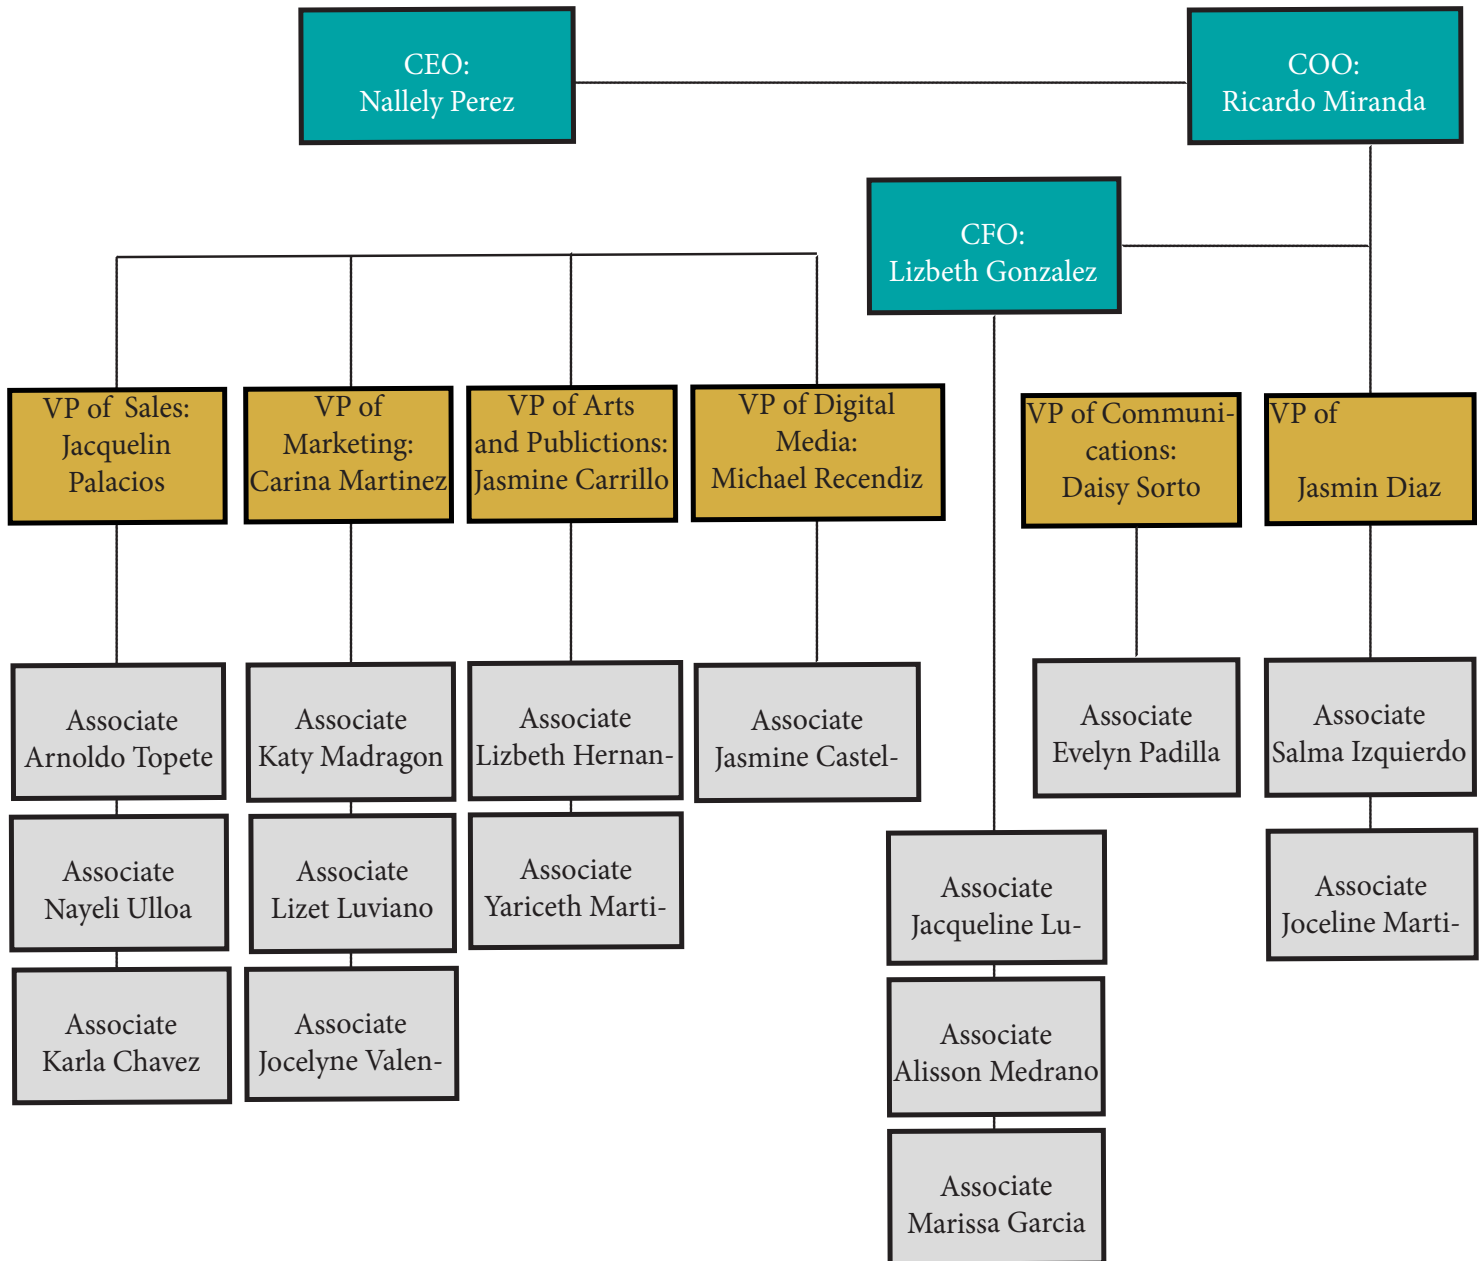 CEO:
Nallely Perez
COO:
Ricardo Miranda
CFO:
Lizbeth Gonzalez
VP of Sales:
Jacquelin
Palacios
VP of
Marketing:
Carina Martinez
VP of Arts
and Publictions:
Jasmine Carrillo
VP of Digital
Media:
Michael Recendiz
VP of Communi-
cations:
Daisy Sorto
VP of
Jasmin Diaz
Associate
Arnoldo Topete
Associate
Katy Madragon
Associate
Lizbeth Hernan-
Associate
Jasmine Castel-
Associate
Evelyn Padilla
Associate
Salma Izquierdo
Associate
Nayeli Ulloa
Associate
Lizet Luviano
Associate
Yariceth Marti-
Associate
Jacqueline Lu-
Associate
Joceline Marti-
Associate
Karla Chavez
Associate
Jocelyne Valen-
Associate
Alisson Medrano
Associate
Marissa Garcia